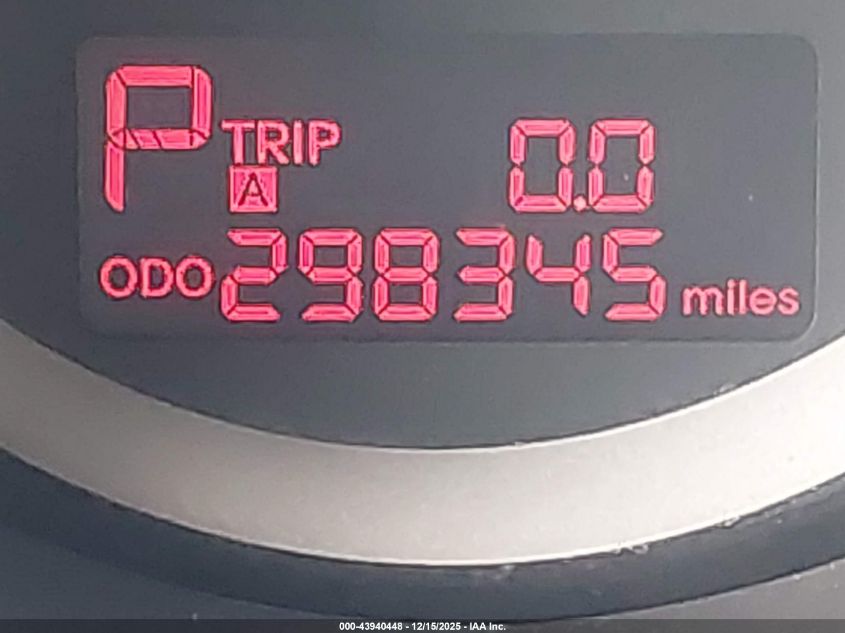 P TRIP 0.0
A
ODO 298345 miles
000-43940448 - 12/15/2025 - IAA Inc.